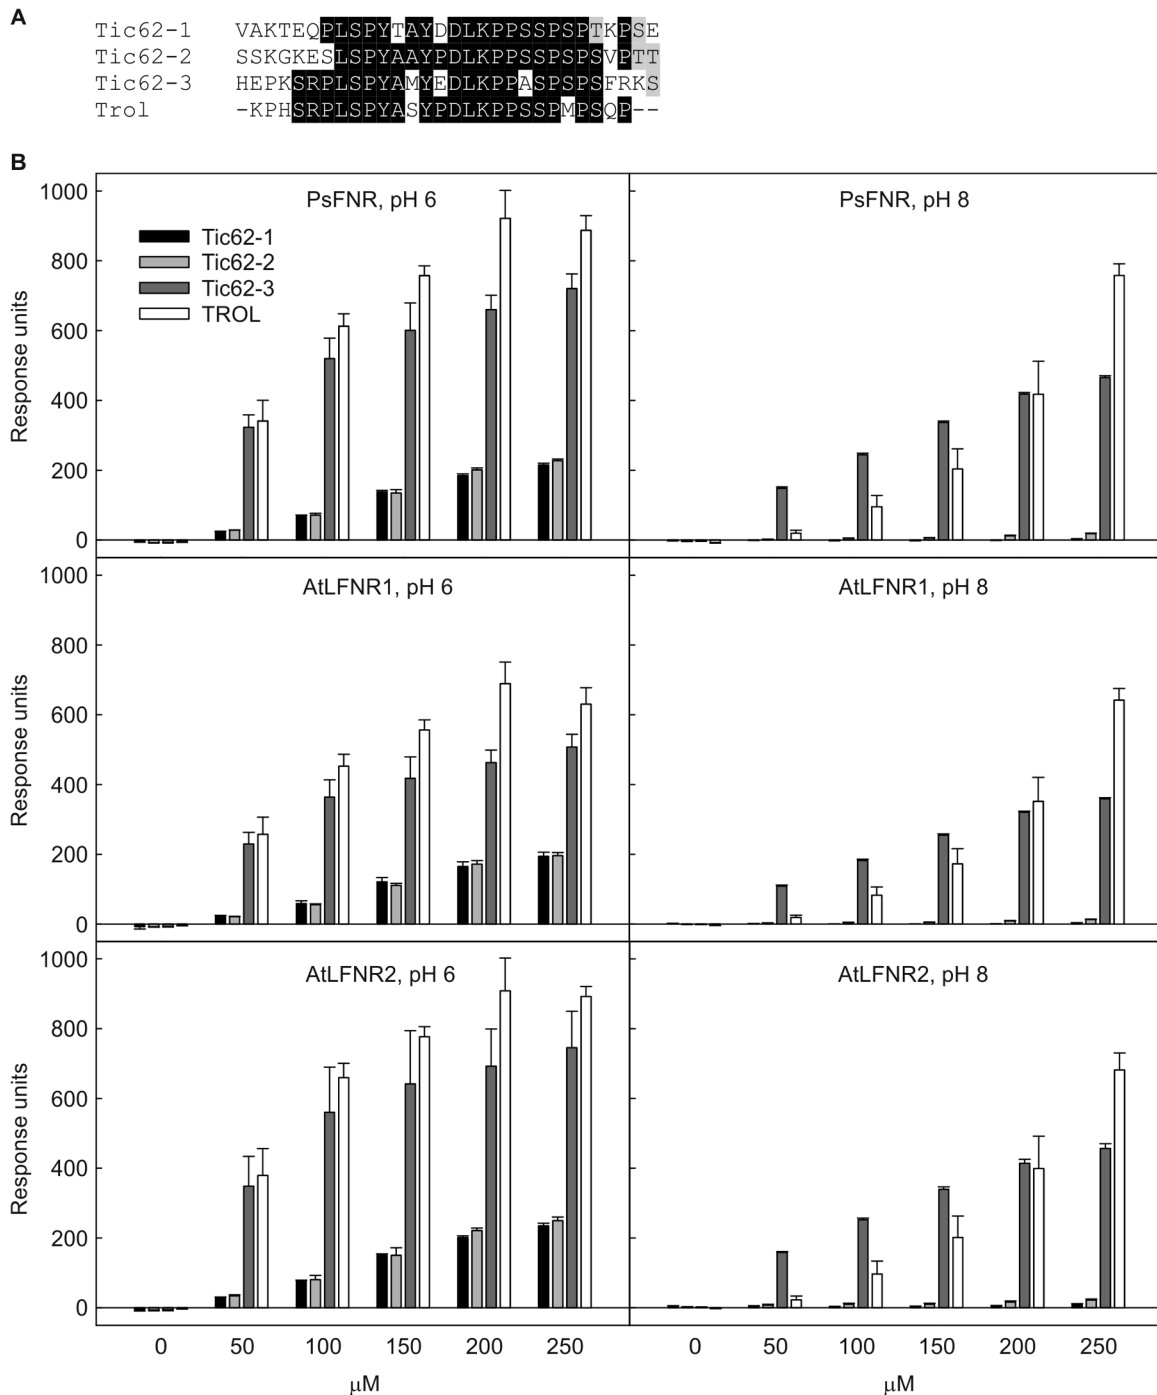 A
Tic62-1 VAKTEQPLSPYTAYDDLKPPSSPSPTKPSE
Tic62-2 SSKGKESLSPYAAYPDLKPPSSPSPSVPTT
Tic62-3 HEPKSRPLSPYAMYEDLKPPASPSPSFRKS
Trol -KPHSRPLSPYASYPDLKPPSSPMPSQP--
B
PsFNR, pH 6
PsFNR, pH 8
Tic62-1
Tic62-2
Tic62-3
TROL
Response units
1000
800
600
400
200
0
AtLFNR1, pH 6
AtLFNR1, pH 8
Response units
1000
800
600
400
200
0
AtLFNR2, pH 6
AtLFNR2, pH 8
Response units
1000
800
600
400
200
0
0 50 100 150 200 250
0 50 100 150 200 250
μM
μM